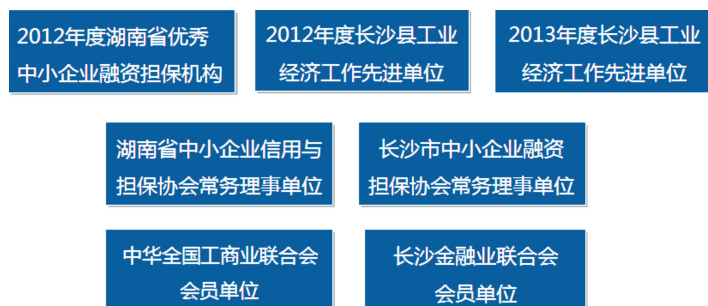 2012年度湖南省优秀
中小企业融资担保机构
2012年度长沙县工业
经济工作先进单位
2013年度长沙县工业
经济工作先进单位
湖南省中小企业信用与
担保协会常务理事单位
长沙市中小企业融资
担保协会常务理事单位
中华全国工商业联合会
会员单位
长沙金融业联合会
会员单位